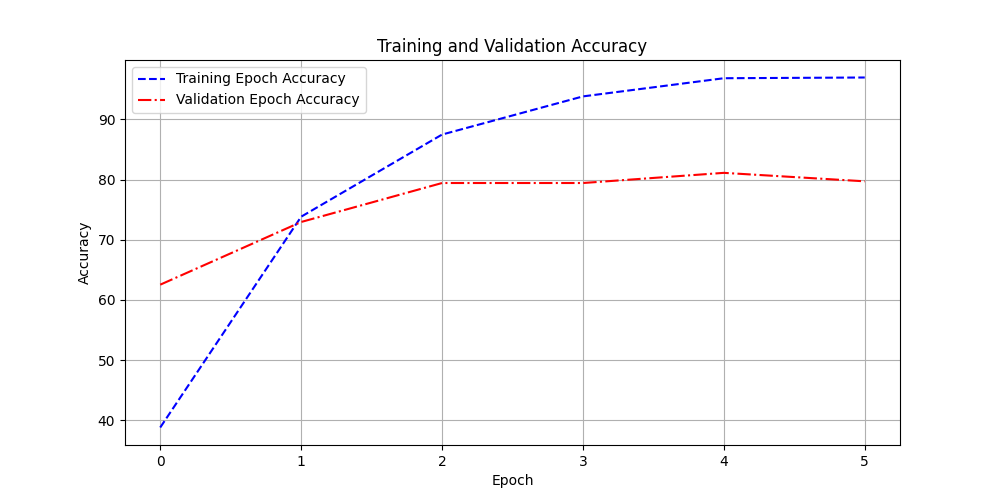 Training and Validation Accuracy
Training Epoch Accuracy
Validation Epoch Accuracy
Accuracy
90
80
70
60
50
40
0 1 2 3 4 5
Epoch